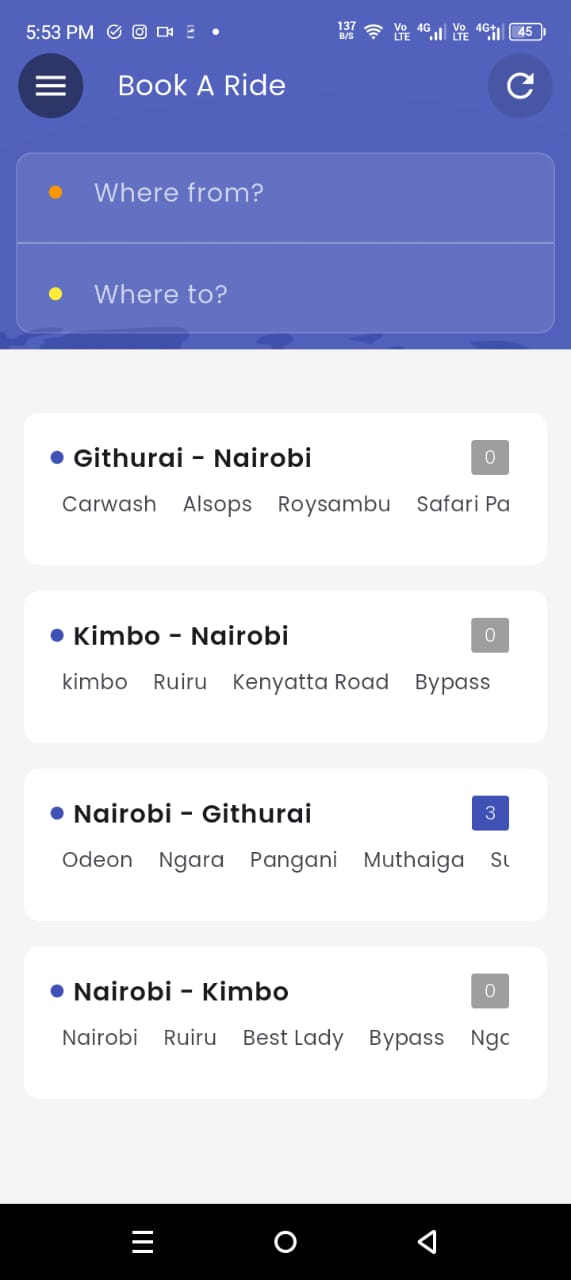 5:53 PM 137 B/S Vo LTE 4G Vo LTE 4G+ 45
Book A Ride
Where from?
Where to?
Githurai - Nairobi 0
Carwash Alsops Roysambu Safari Pa
Kimbo - Nairobi 0
kimbo Ruiru Kenyatta Road Bypass
Nairobi - Githurai 3
Odeon Ngara Pangani Muthaiga
Nairobi - Kimbo 0
Nairobi Ruiru Best Lady Bypass